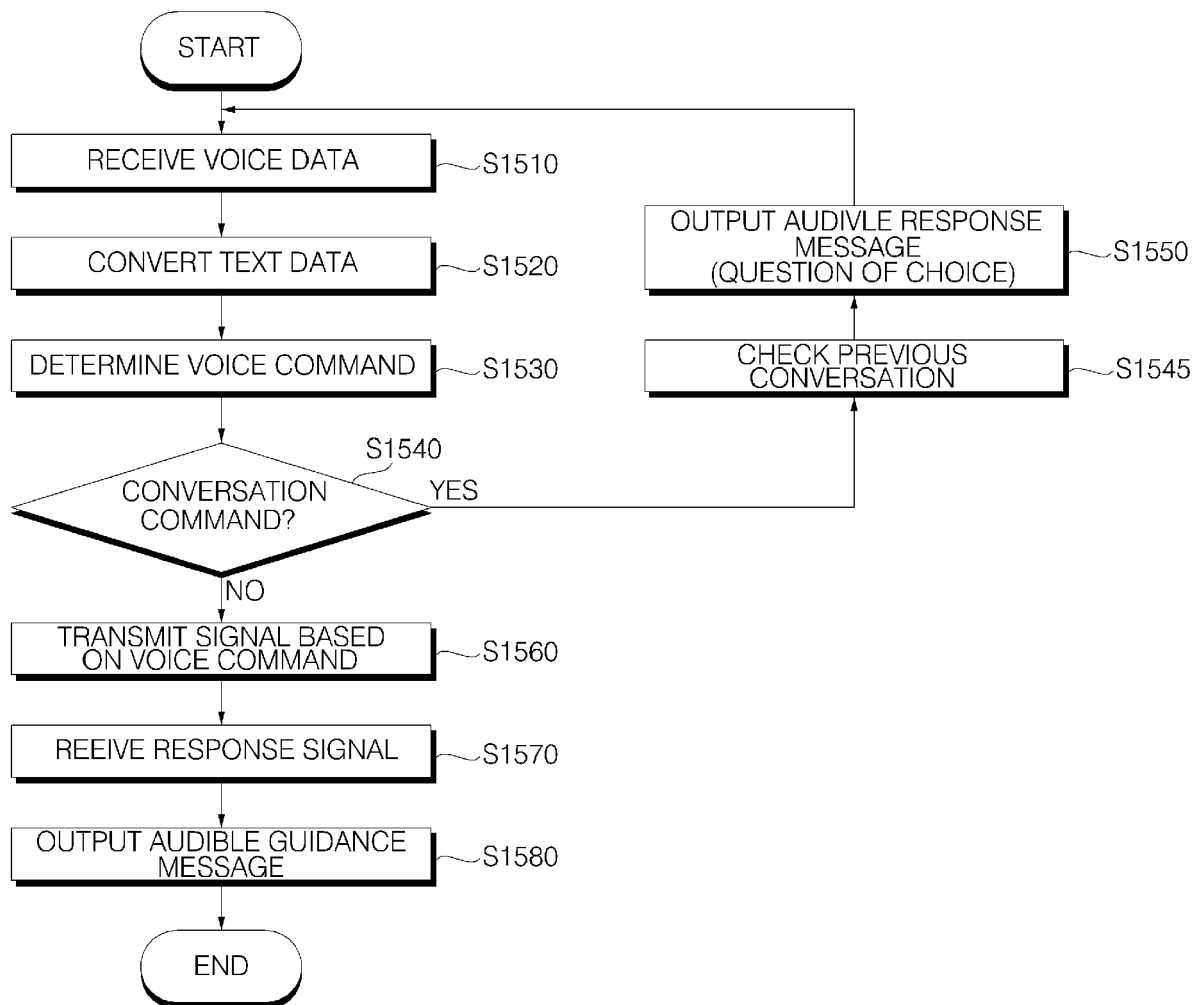 START
RECEIVE VOICE DATA
S1510
CONVERT TEXT DATA
S1520
DETERMINE VOICE COMMAND
S1530
S1540
CONVERSATION
COMMAND?
YES
NO
OUTPUT AUDIVLE RESPONSE
MESSAGE
(QUESTION OF CHOICE)
S1550
CHECK PREVIOUS
CONVERSATION
S1545
TRANSMIT SIGNAL BASED
ON VOICE COMMAND
S1560
REEIVE RESPONSE SIGNAL
S1570
OUTPUT AUDIBLE GUIDANCE
MESSAGE
S1580
END